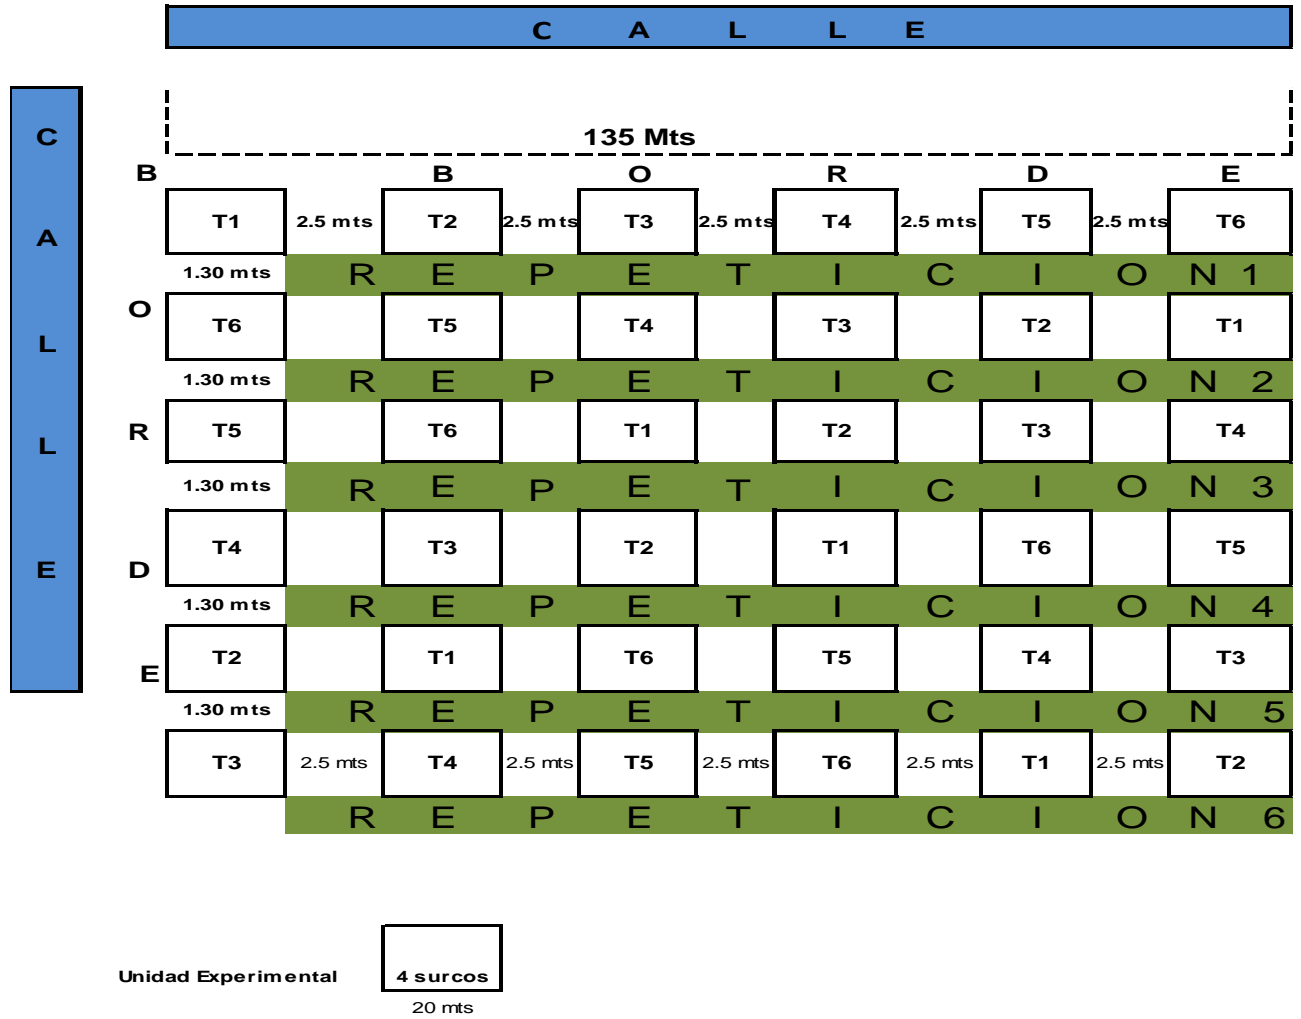 C A L L E
C A L L E
135 Mts
B O R D E
B O R D E
T1 2.5 mts T2 2.5 mts T3 2.5 mts T4 2.5 mts T5 2.5 mts T6
1.30 mts R E P E T I C I O N 1
T6 T5 T4 T3 T2 T1
1.30 mts R E P E T I C I O N 2
T5 T6 T1 T2 T3 T4
1.30 mts R E P E T I C I O N 3
T4 T3 T2 T1 T6 T5
1.30 mts R E P E T I C I O N 4
T2 T1 T6 T5 T4 T3
1.30 mts R E P E T I C I O N 5
T3 2.5 mts T4 2.5 mts T5 2.5 mts T6 2.5 mts T1 2.5 mts T2
R E P E T I C I O N 6
Unidad Experimental 4 surcos
20 mts